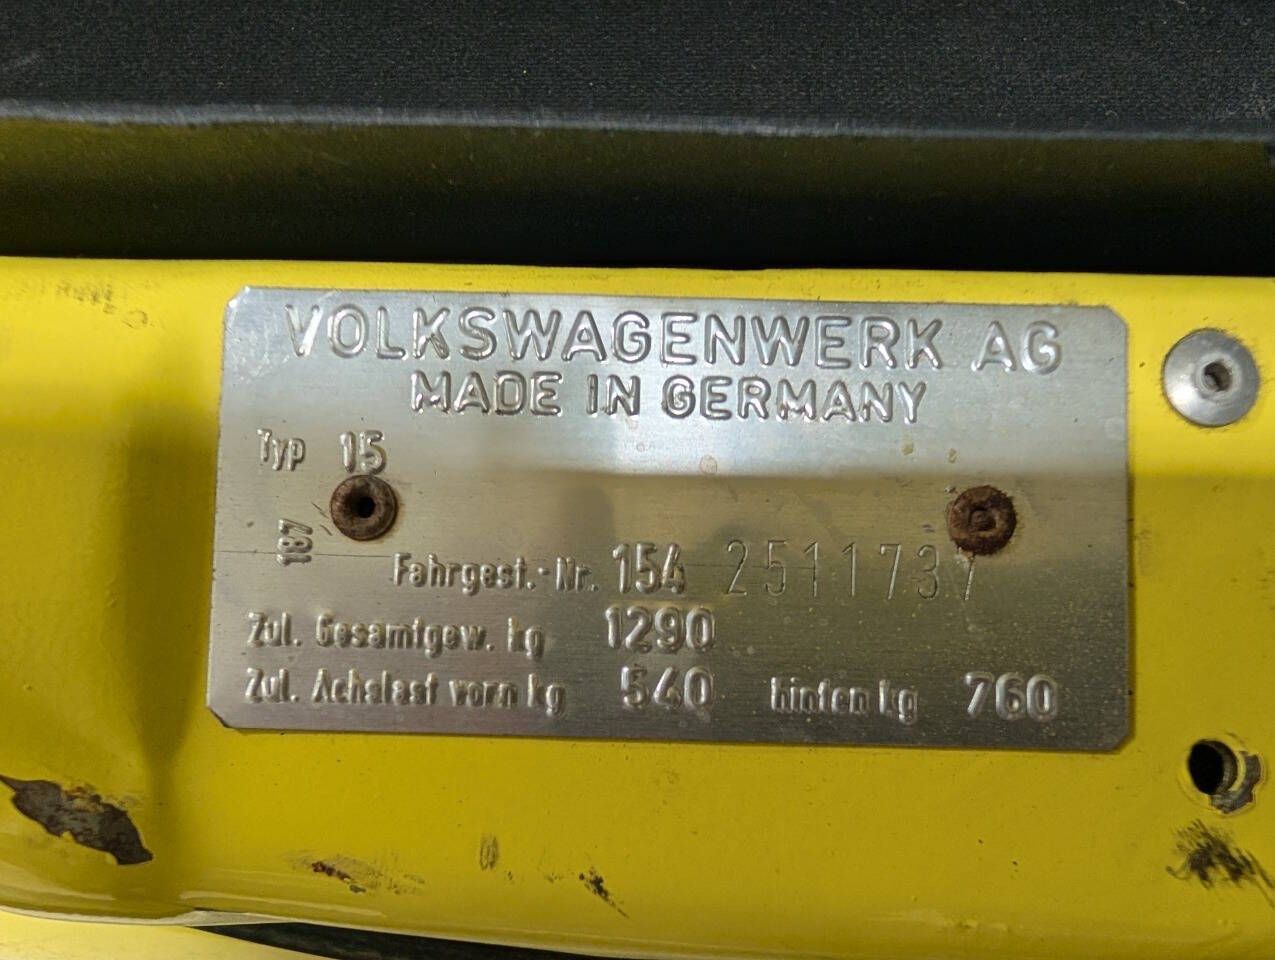 VOLKSWAGENWERK AG
MADE IN GERMANY
Typ 15
187
Fahrgest.-Nr. 154 2511737
Zul. Gesamtgew. kg 1290
Zul. Achslast vorn kg 540 hinten kg 760